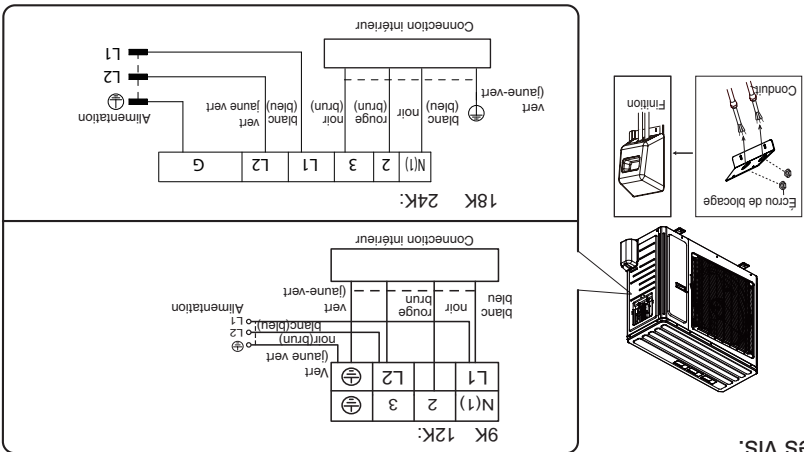 es vis.
9K 12K:
N(1) 2 3
L1 L2
Vert
(jaune vert
noir(brun)
blanc(bleu)
L2
L1
Alimentation
blanc
bleu
noir
rouge
brun
vert
(jaune-vert
Connection intérieur
18K 24K:
N(1) 2 3 L1 L2 G
blanc
(bleu)
noir
rouge
(brun)
noir
(brun)
blanc
(bleu)
vert
jaune vert
Alimentation
L2
L1
vert
(jaune-vert)
Connection intérieur
Écrou de blocage
Conduit
Finition